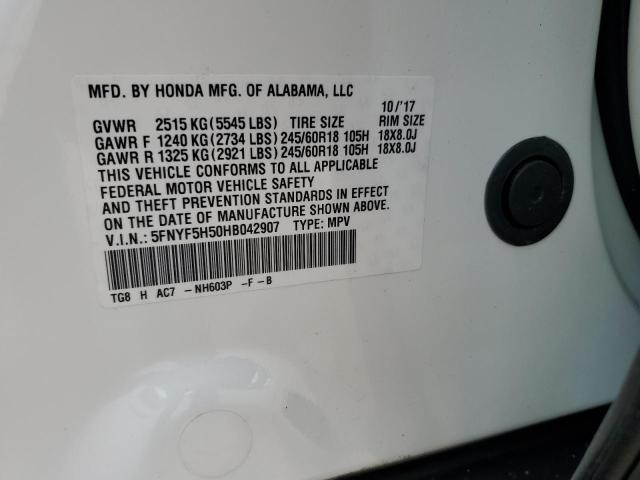 MFD. BY HONDA MFG. OF ALABAMA, LLC
10/'17
GVWR 2515 KG (5545 LBS) TIRE SIZE RIM SIZE
GAWR F 1240 KG (2734 LBS) 245/60R18 105H 18X8.0J
GAWR R 1325 KG (2921 LBS) 245/60R18 105H 18X8.0J
THIS VEHICLE CONFORMS TO ALL APPLICABLE
FEDERAL MOTOR VEHICLE SAFETY
AND THEFT PREVENTION STANDARDS IN EFFECT
ON THE DATE OF MANUFACTURE SHOWN ABOVE.
V.I.N.: 5FNYF5H50HB042907 TYPE: MPV
TG8 H AC7 -NH603P -F -B